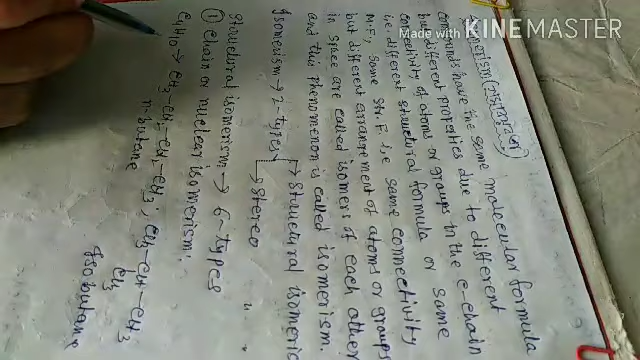 Made with KINEMASTER
Isomerism
compounds have the same molecular formula
but different properties due to different
connectivity of atoms or groups in the c-chain
i.e. different structural formula or same
M.F, same Str.F i.e same connectivity
but different arrangement of atoms or groups
in space are called isomers of each other
and this phenomenon is called isomerism.
Isomerism → 2-types → Structural isomeris
→ Stereo "
Structural isomerism → 6-types
① Chain or nuclear isomerism:
C4H10 → CH3-CH2-CH2-CH3, CH3-CH-CH3
CH3
n-butane
Isobutane